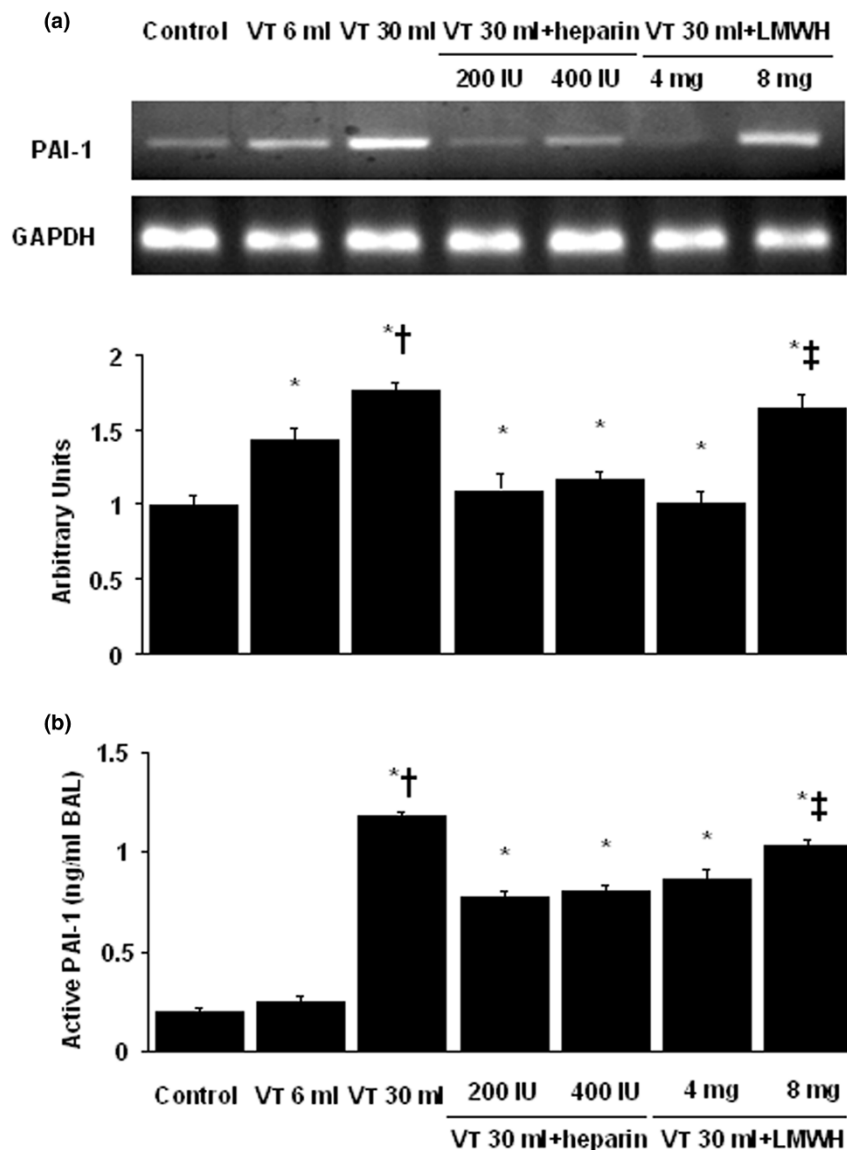 (a)
Control VT 6 ml VT 30 ml VT 30 ml+heparin VT 30 ml+LMWH
200 IU 400 IU 4 mg 8 mg
PAI-1
GAPDH
Arbitrary Units
2
1.5
1
0.5
0
* *† * * * *‡
(b)
Active PAI-1 (ng/ml BAL)
1.5
1
0.5
0
*† * * * *‡
Control VT 6 ml VT 30 ml 200 IU 400 IU 4 mg 8 mg
VT 30 ml+heparin VT 30 ml+LMWH